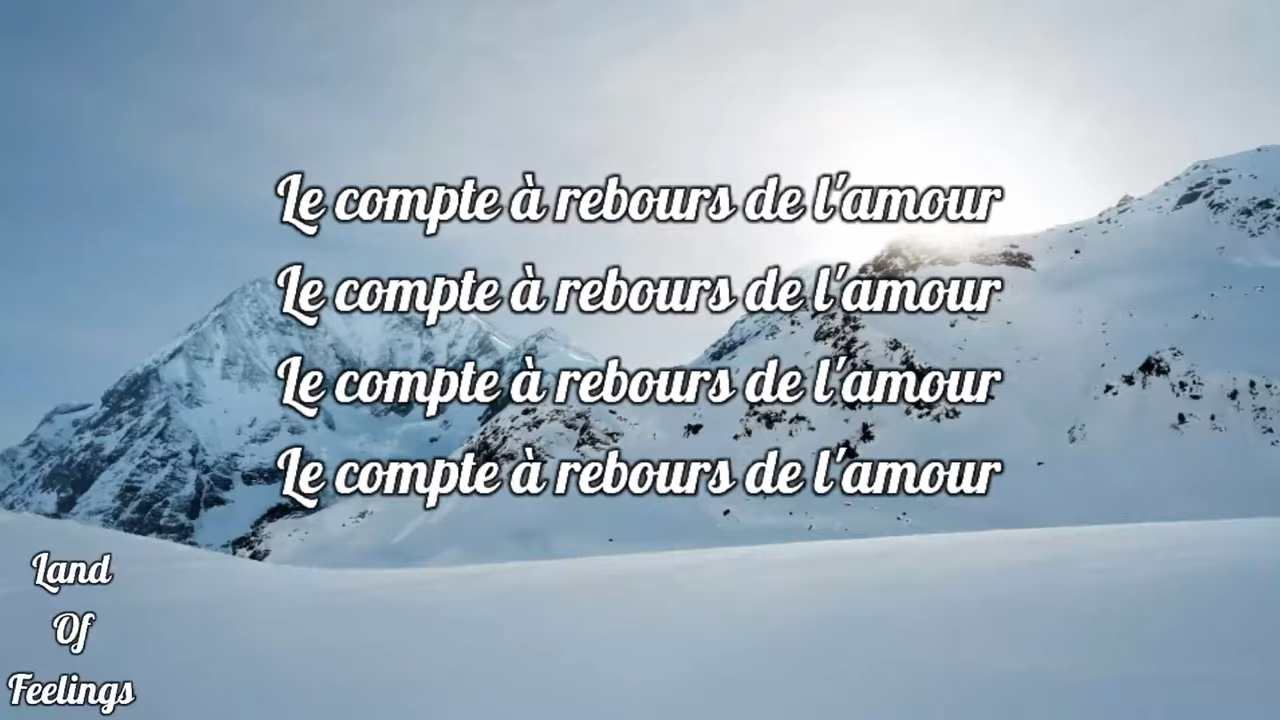 Le compte à rebours de l'amour
Le compte à rebours de l'amour
Le compte à rebours de l'amour
Le compte à rebours de l'amour
Land
Of
Feelings